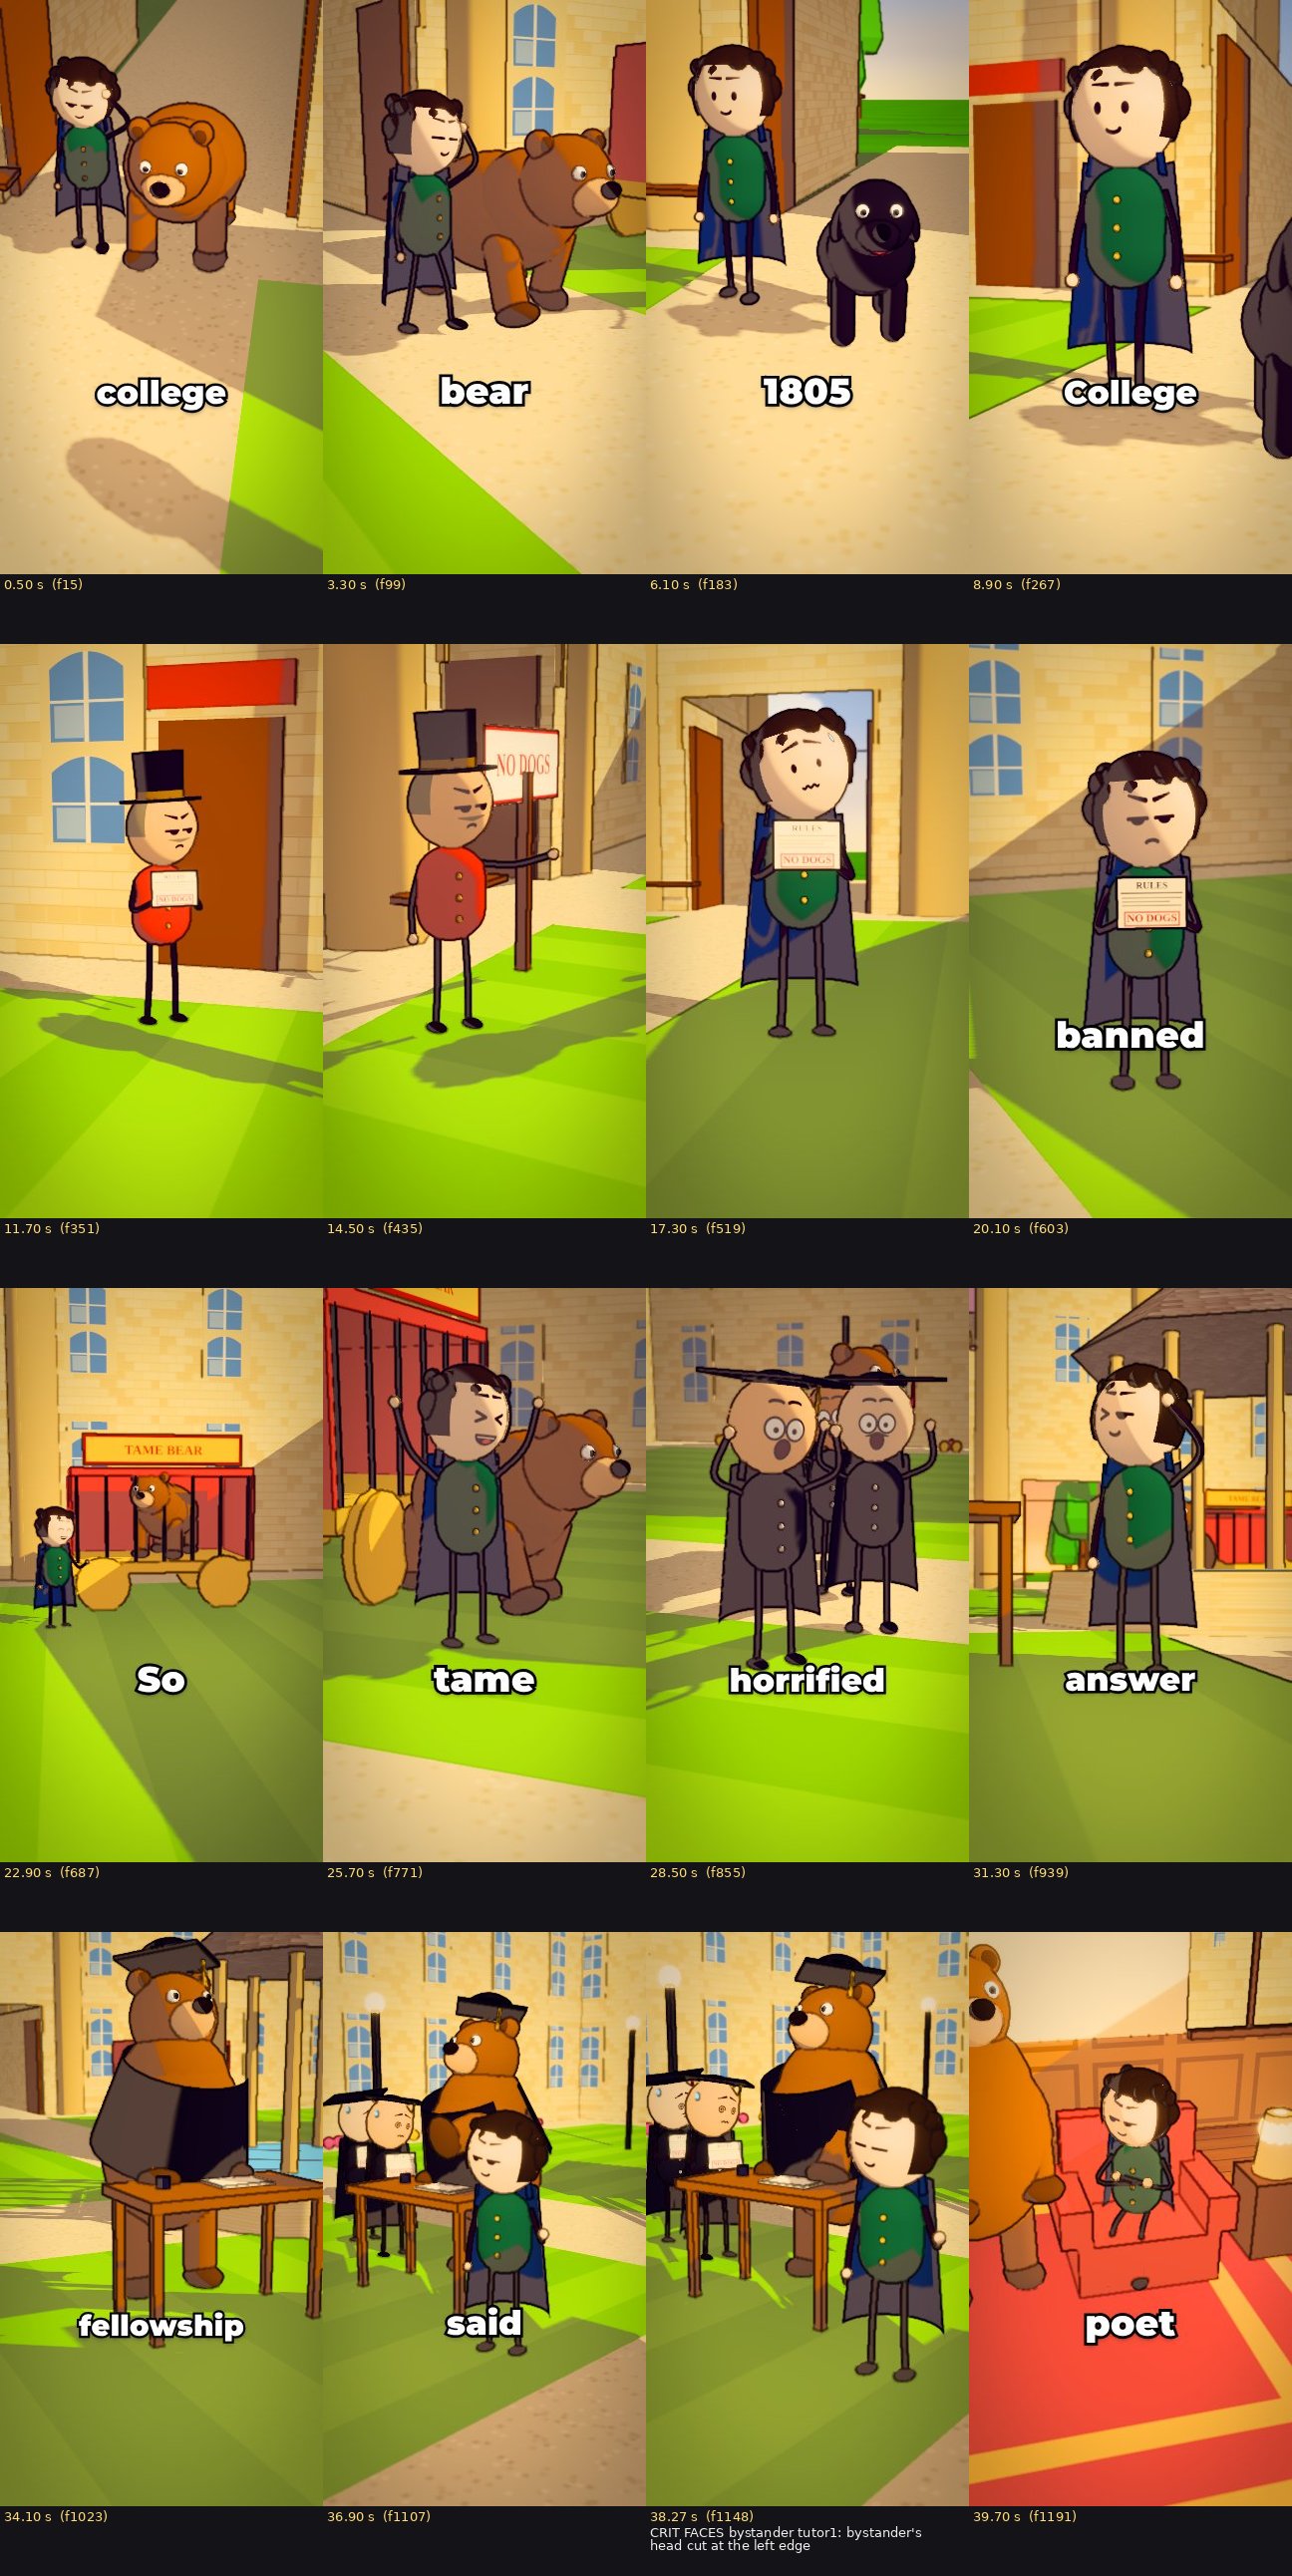 college
bear
1805
College
0.50 s (f15)
3.30 s (f99)
6.10 s (f183)
8.90 s (f267)
NO DOGS
NO DOGS
RULES
NO DOGS
RULES
NO DOGS
banned
11.70 s (f351)
14.50 s (f435)
17.30 s (f519)
20.10 s (f603)
TAME BEAR
So
tame
horrified
answer
22.90 s (f687)
25.70 s (f771)
28.50 s (f855)
31.30 s (f939)
fellowship
said
poet
34.10 s (f1023)
36.90 s (f1107)
38.27 s (f1148)
39.70 s (f1191)
CRIT FACES bystander tutor1: bystander's
head cut at the left edge